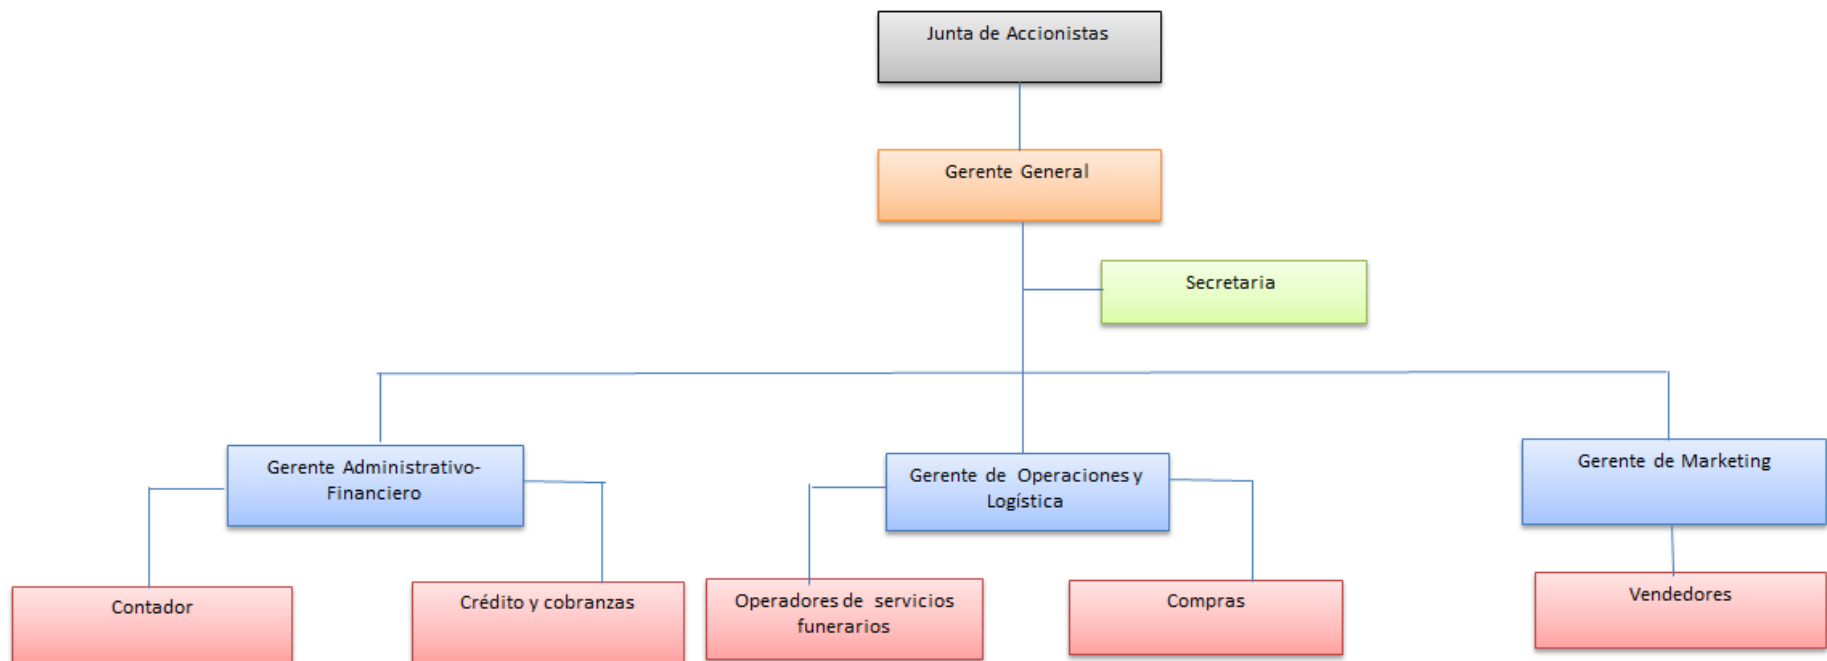 Junta de Accionistas
Gerente General
Secretaria
Gerente Administrativo-
Financiero
Gerente de Operaciones y
Logística
Gerente de Marketing
Contador
Crédito y cobranzas
Operadores de servicios
funerarios
Compras
Vendedores